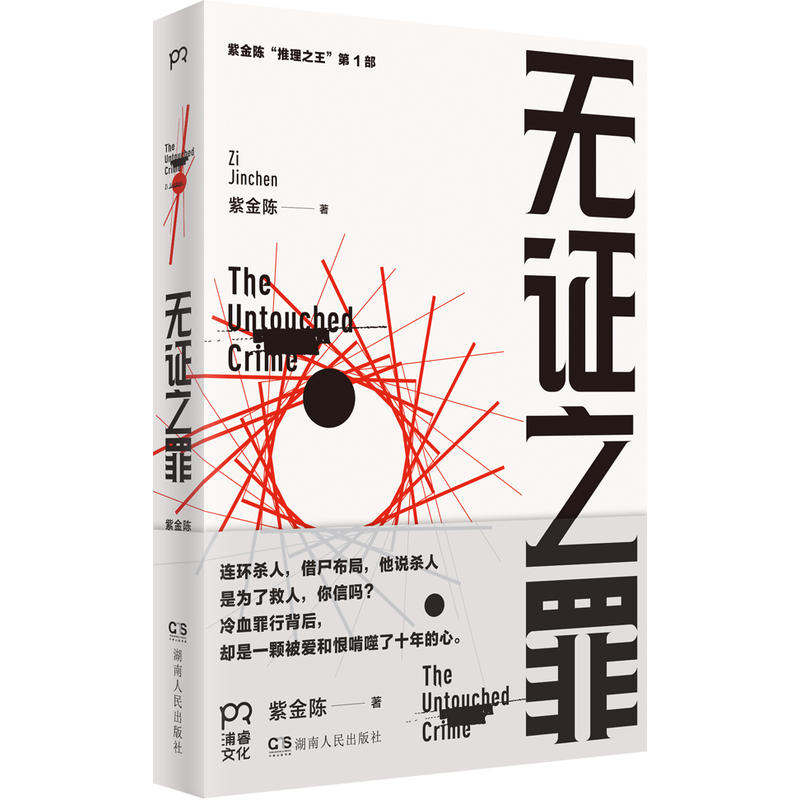 紫金陈“推理之王”第1部
Zi
Jinchen
紫金陈——著
The
Untouched
Crime
无证之罪
连环杀人，借尸布局，他说杀人
是为了救人，你信吗？
冷血罪行背后，
却是一颗被爱和恨啃噬了十年的心。
The
Untouched
Crime
浦睿
文化
紫金陈——著
湖南人民出版社
The
Untouched
Crime
Zi Jinchen
无证之罪
紫金陈
湖南人民出版社